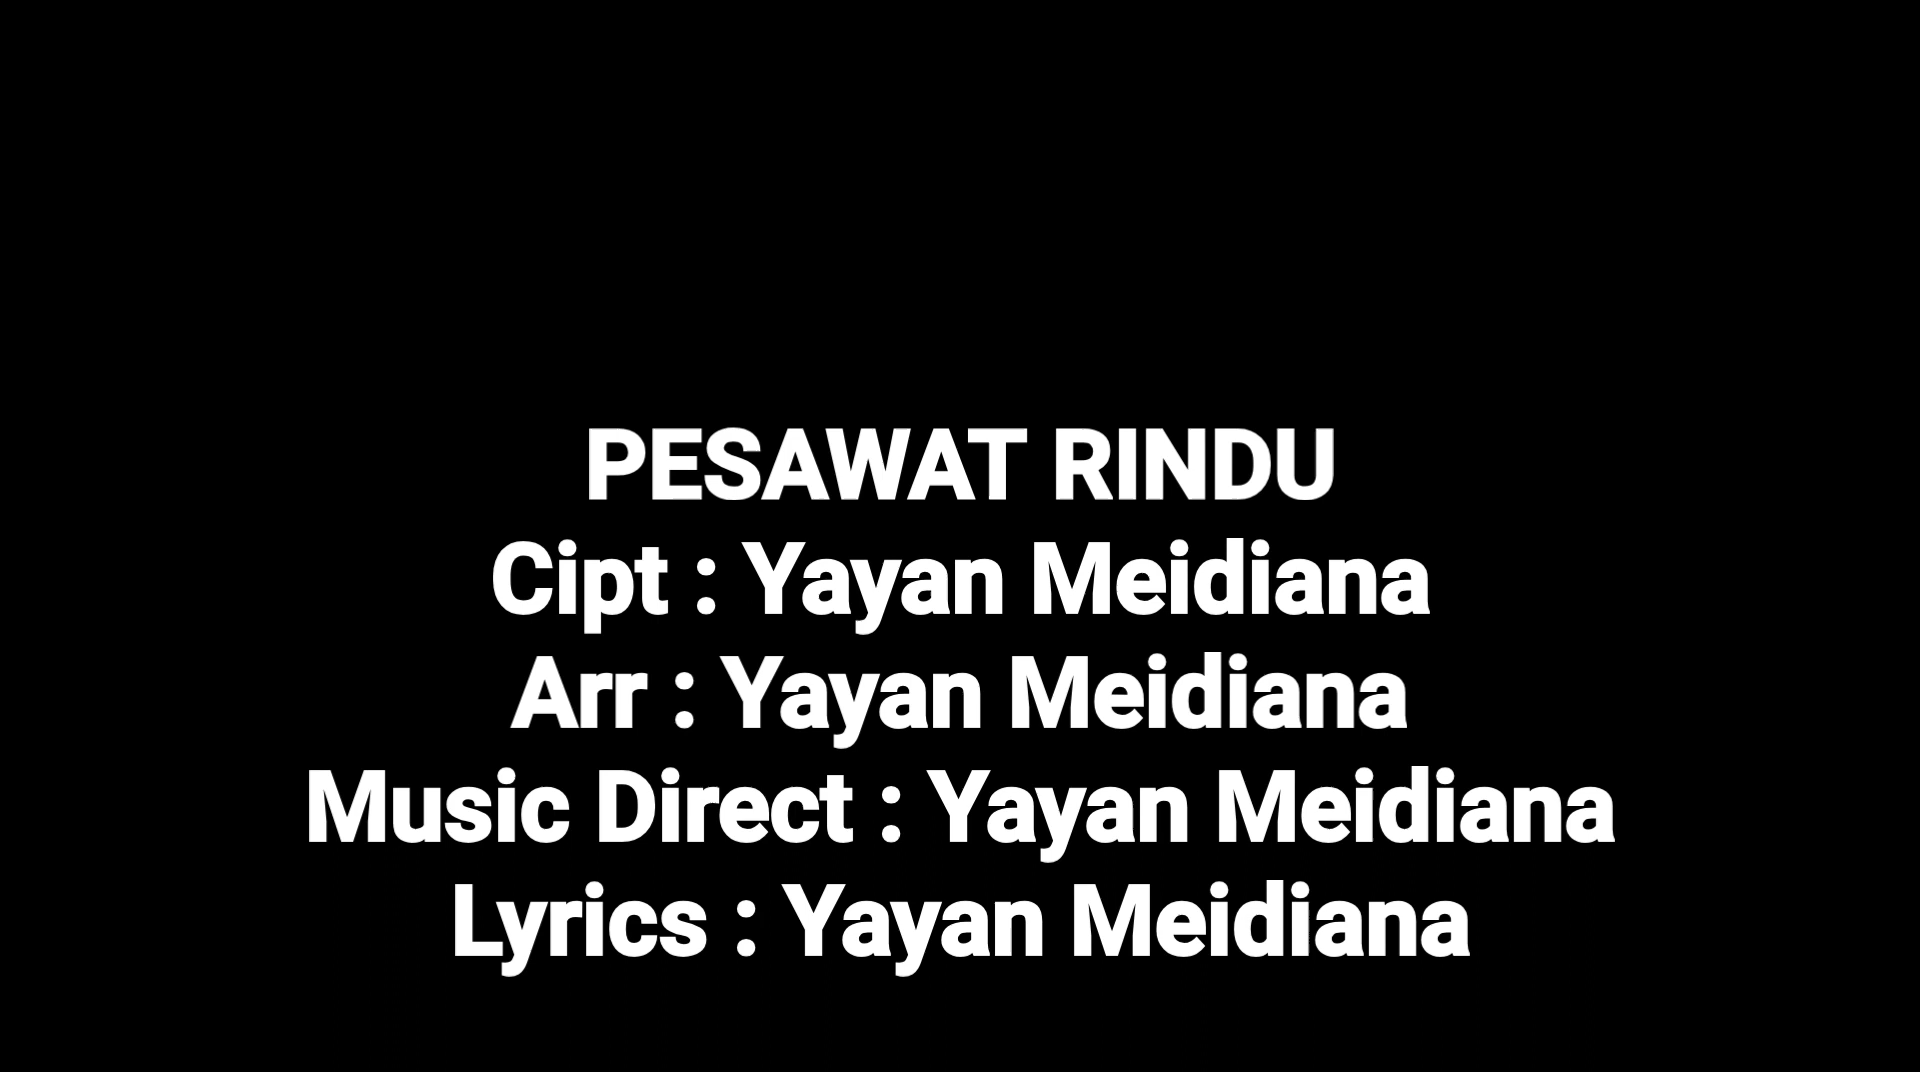 PESAWAT RINDU
Cipt : Yayan Meidiana
Arr : Yayan Meidiana
Music Direct : Yayan Meidiana
Lyrics : Yayan Meidiana